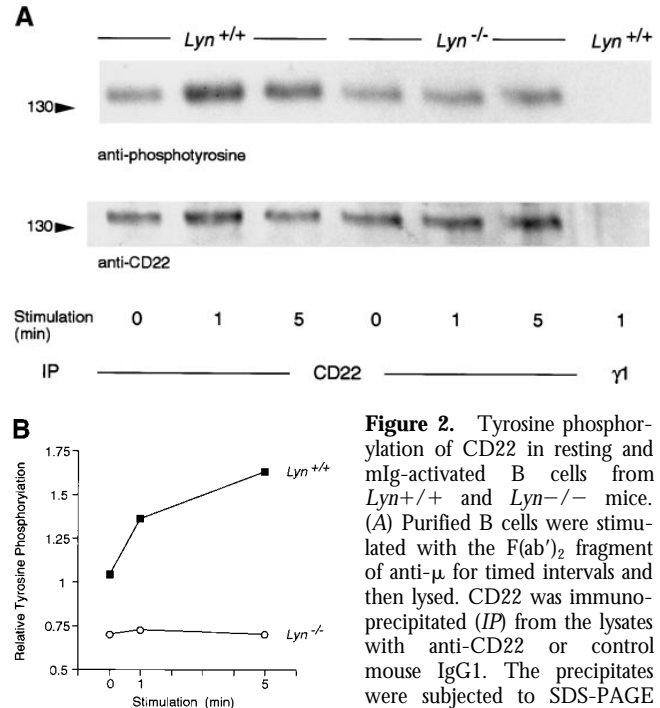 A
Lyn +/+ Lyn -/- Lyn +/+
130
anti-phosphotyrosine
130
anti-CD22
Stimulation (min) 0 1 5 0 1 5 1
IP CD22 γ1
B
Relative Tyrosine Phosphorylation
1.75
1.5
1.25
1
0.75
0.5
Lyn +/+
Lyn -/-
0 1 5
Stimulation (min)
Figure 2. Tyrosine phosphor-
ylation of CD22 in resting and
mIg-activated B cells from
Lyn+/+ and Lyn−/− mice.
(A) Purified B cells were stimu-
lated with the F(ab′)₂ fragment
of anti-μ for timed intervals and
then lysed. CD22 was immuno-
precipitated (IP) from the lysates
with anti-CD22 or control
mouse IgG1. The precipitates
were subjected to SDS-PAGE